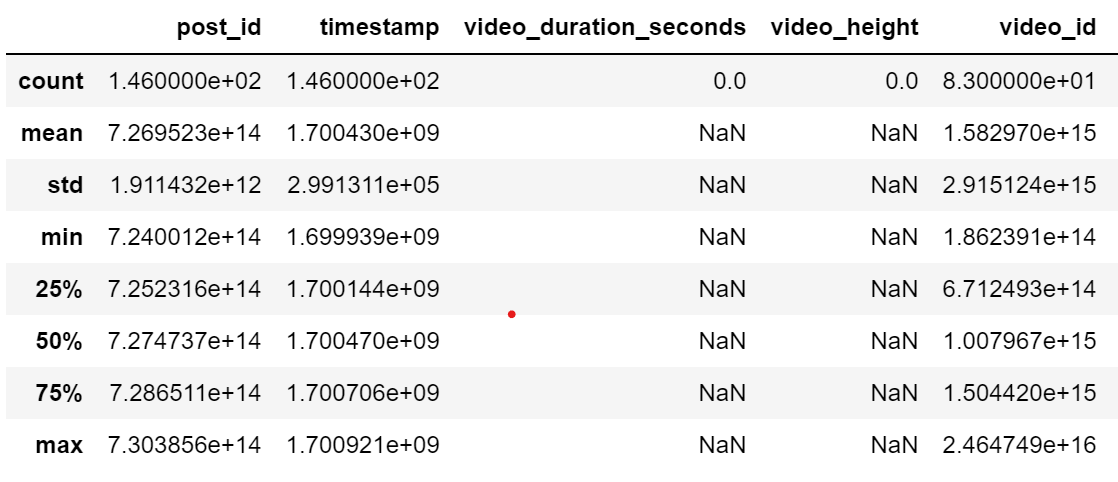 post_id timestamp video_duration_seconds video_height video_id
count 1.460000e+02 1.460000e+02 0.0 0.0 8.300000e+01
mean 7.269523e+14 1.700430e+09 NaN NaN 1.582970e+15
std 1.911432e+12 2.991311e+05 NaN NaN 2.915124e+15
min 7.240012e+14 1.699939e+09 NaN NaN 1.862391e+14
25% 7.252316e+14 1.700144e+09 NaN NaN 6.712493e+14
50% 7.274737e+14 1.700470e+09 NaN NaN 1.007967e+15
75% 7.286511e+14 1.700706e+09 NaN NaN 1.504420e+15
max 7.303856e+14 1.700921e+09 NaN NaN 2.464749e+16